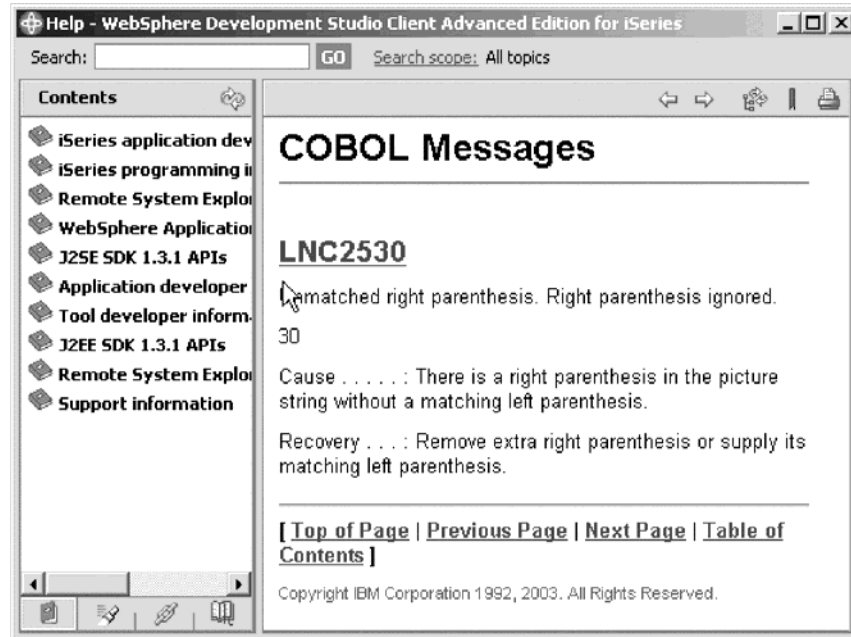 Help - WebSphere Development Studio Client Advanced Edition for iSeries
Search: GO Search scope: All topics
Contents
iSeries application dev
iSeries programming i
Remote System Explo
WebSphere Applicatio
J2SE SDK 1.3.1 APIs
Application developer
Tool developer inform
J2EE SDK 1.3.1 APIs
Remote System Explo
Support information
COBOL Messages
LNC2530
matched right parenthesis. Right parenthesis ignored.
30
Cause . . . . . : There is a right parenthesis in the picture
string without a matching left parenthesis.
Recovery . . . : Remove extra right parenthesis or supply its
matching left parenthesis.
[ Top of Page | Previous Page | Next Page | Table of
Contents ]
Copyright IBM Corporation 1992, 2003. All Rights Reserved.